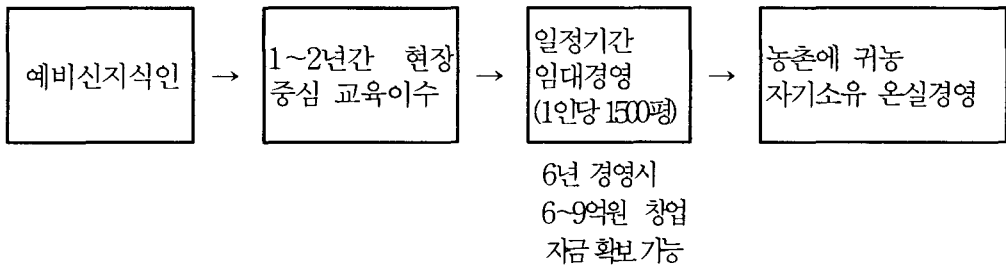 예비신지식인
→
1~2년간 현장
중심 교육이수
→
일정기간
임대경영
(1인당 1500평)
→
농촌에 귀농
자기소유 온실경영
6년 경영시
6~9억원 창업
자금 확보 가능